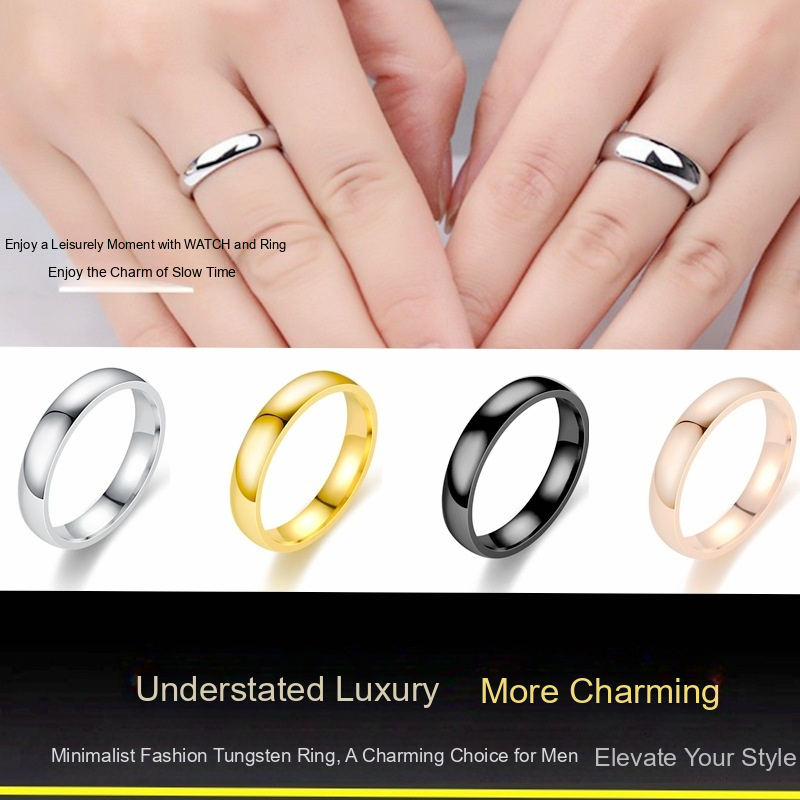 Enjoy a Leisurely Moment with WATCH and Ring
Enjoy the Charm of Slow Time
Understated Luxury
More Charming
Minimalist Fashion Tungsten Ring, A Charming Choice for Men
Elevate Your Style